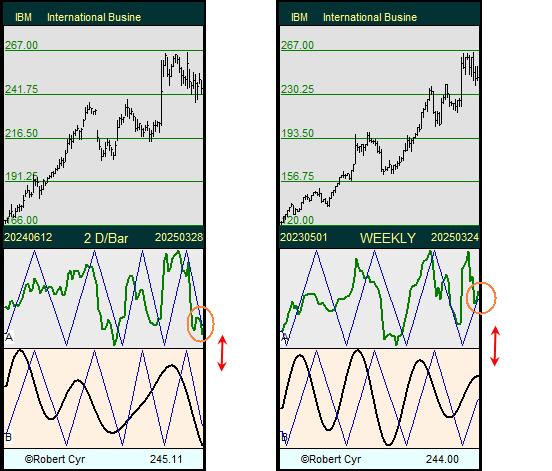 IBM International Busine
267.00
241.75
216.50
191.25
166.00
20240612 2 D/Bar 20250328
A
B
©Robert Cyr 245.11
IBM International Busine
267.00
230.25
193.50
156.75
120.00
20230501 WEEKLY 20250324
A
B
©Robert Cyr 244.00